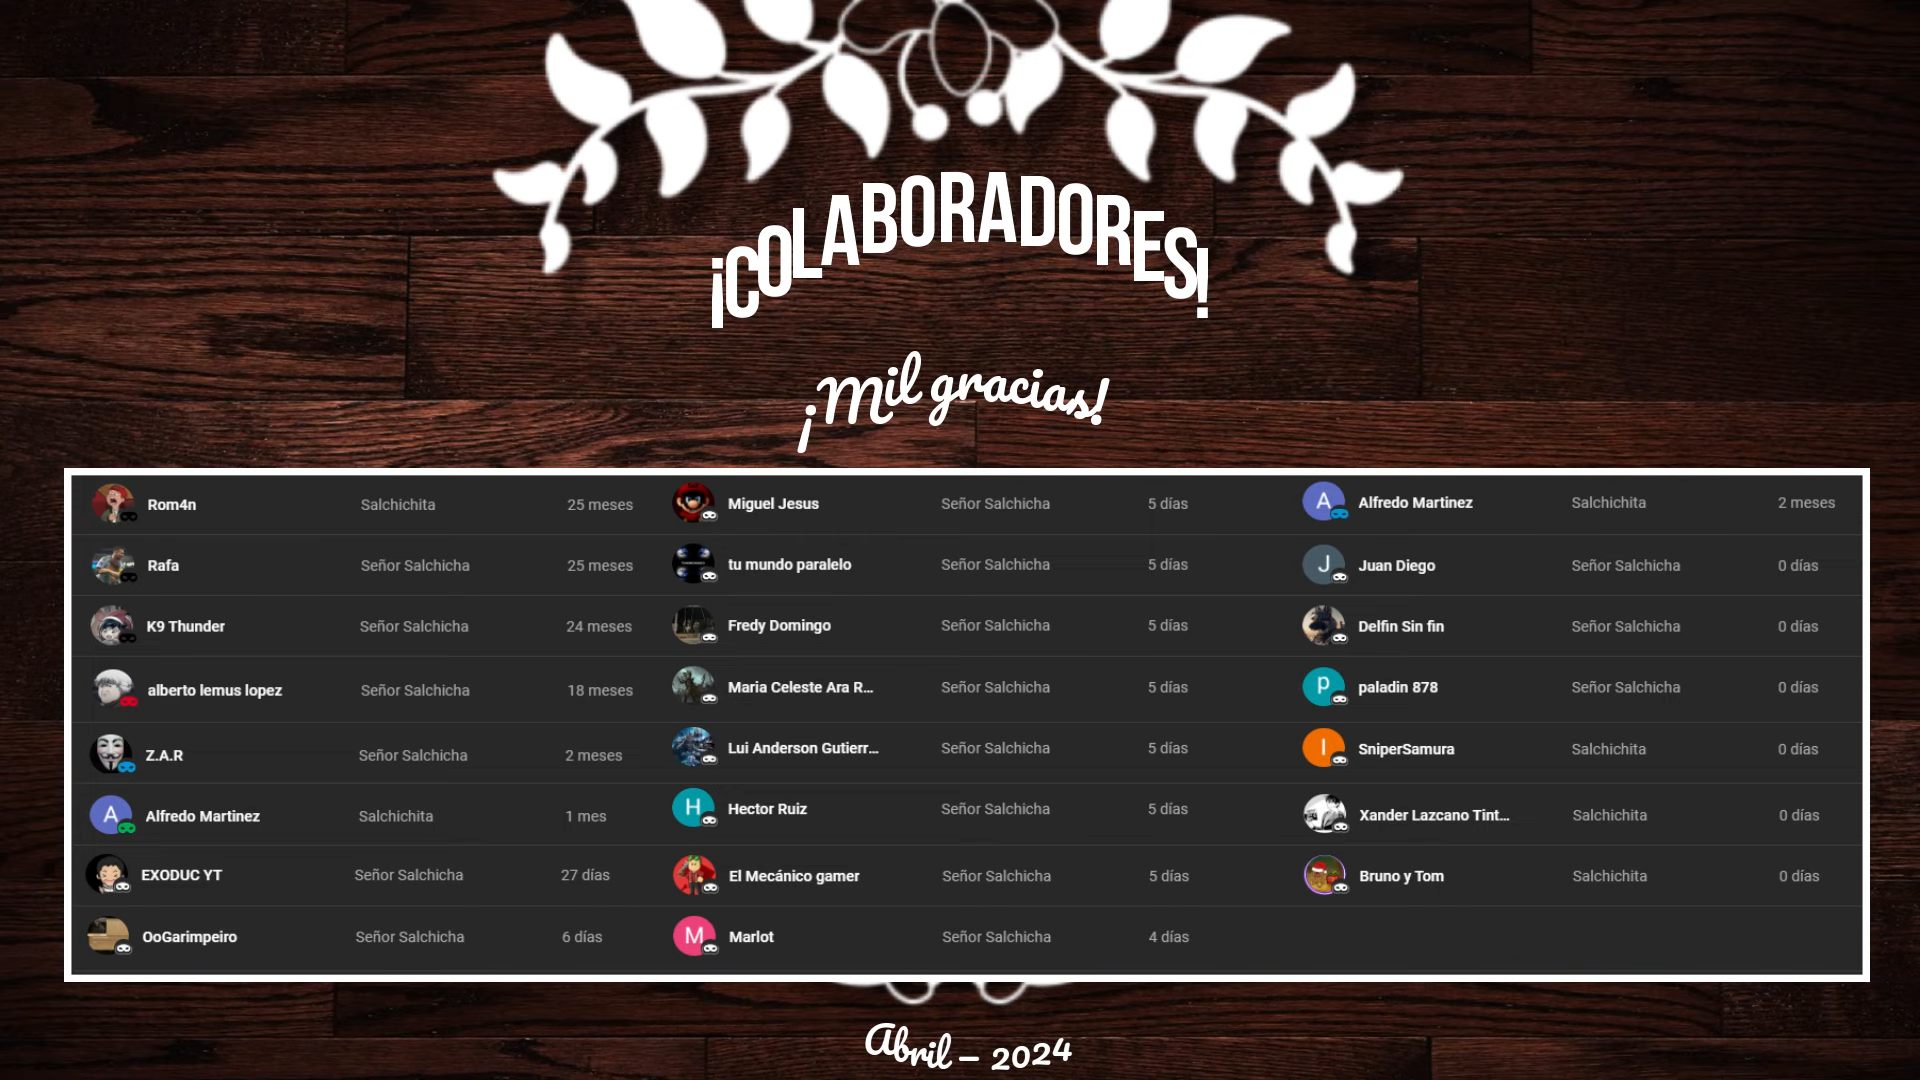 ¡COLABORADORES!
¡Mil gracias!
Rom4n Salchichita 25 meses
Rafa Señor Salchicha 25 meses
K9 Thunder Señor Salchicha 24 meses
alberto lemus lopez Señor Salchicha 18 meses
Z.A.R Señor Salchicha 2 meses
A Alfredo Martinez Salchichita 1 mes
EXODUC YT Señor Salchicha 27 días
OoGarimpeiro Señor Salchicha 6 días
Miguel Jesus Señor Salchicha 5 días
tu mundo paralelo Señor Salchicha 5 días
Fredy Domingo Señor Salchicha 5 días
Maria Celeste Ara R... Señor Salchicha 5 días
Lui Anderson Gutierr... Señor Salchicha 5 días
H Hector Ruiz Señor Salchicha 5 días
El Mecánico gamer Señor Salchicha 5 días
M Marlot Señor Salchicha 4 días
A Alfredo Martinez Salchichita 2 meses
J Juan Diego Señor Salchicha 0 días
Delfin Sin fin Señor Salchicha 0 días
p paladin 878 Señor Salchicha 0 días
I SniperSamura Salchichita 0 días
Xander Lazcano Tint... Salchichita 0 días
Bruno y Tom Salchichita 0 días
Abril – 2024